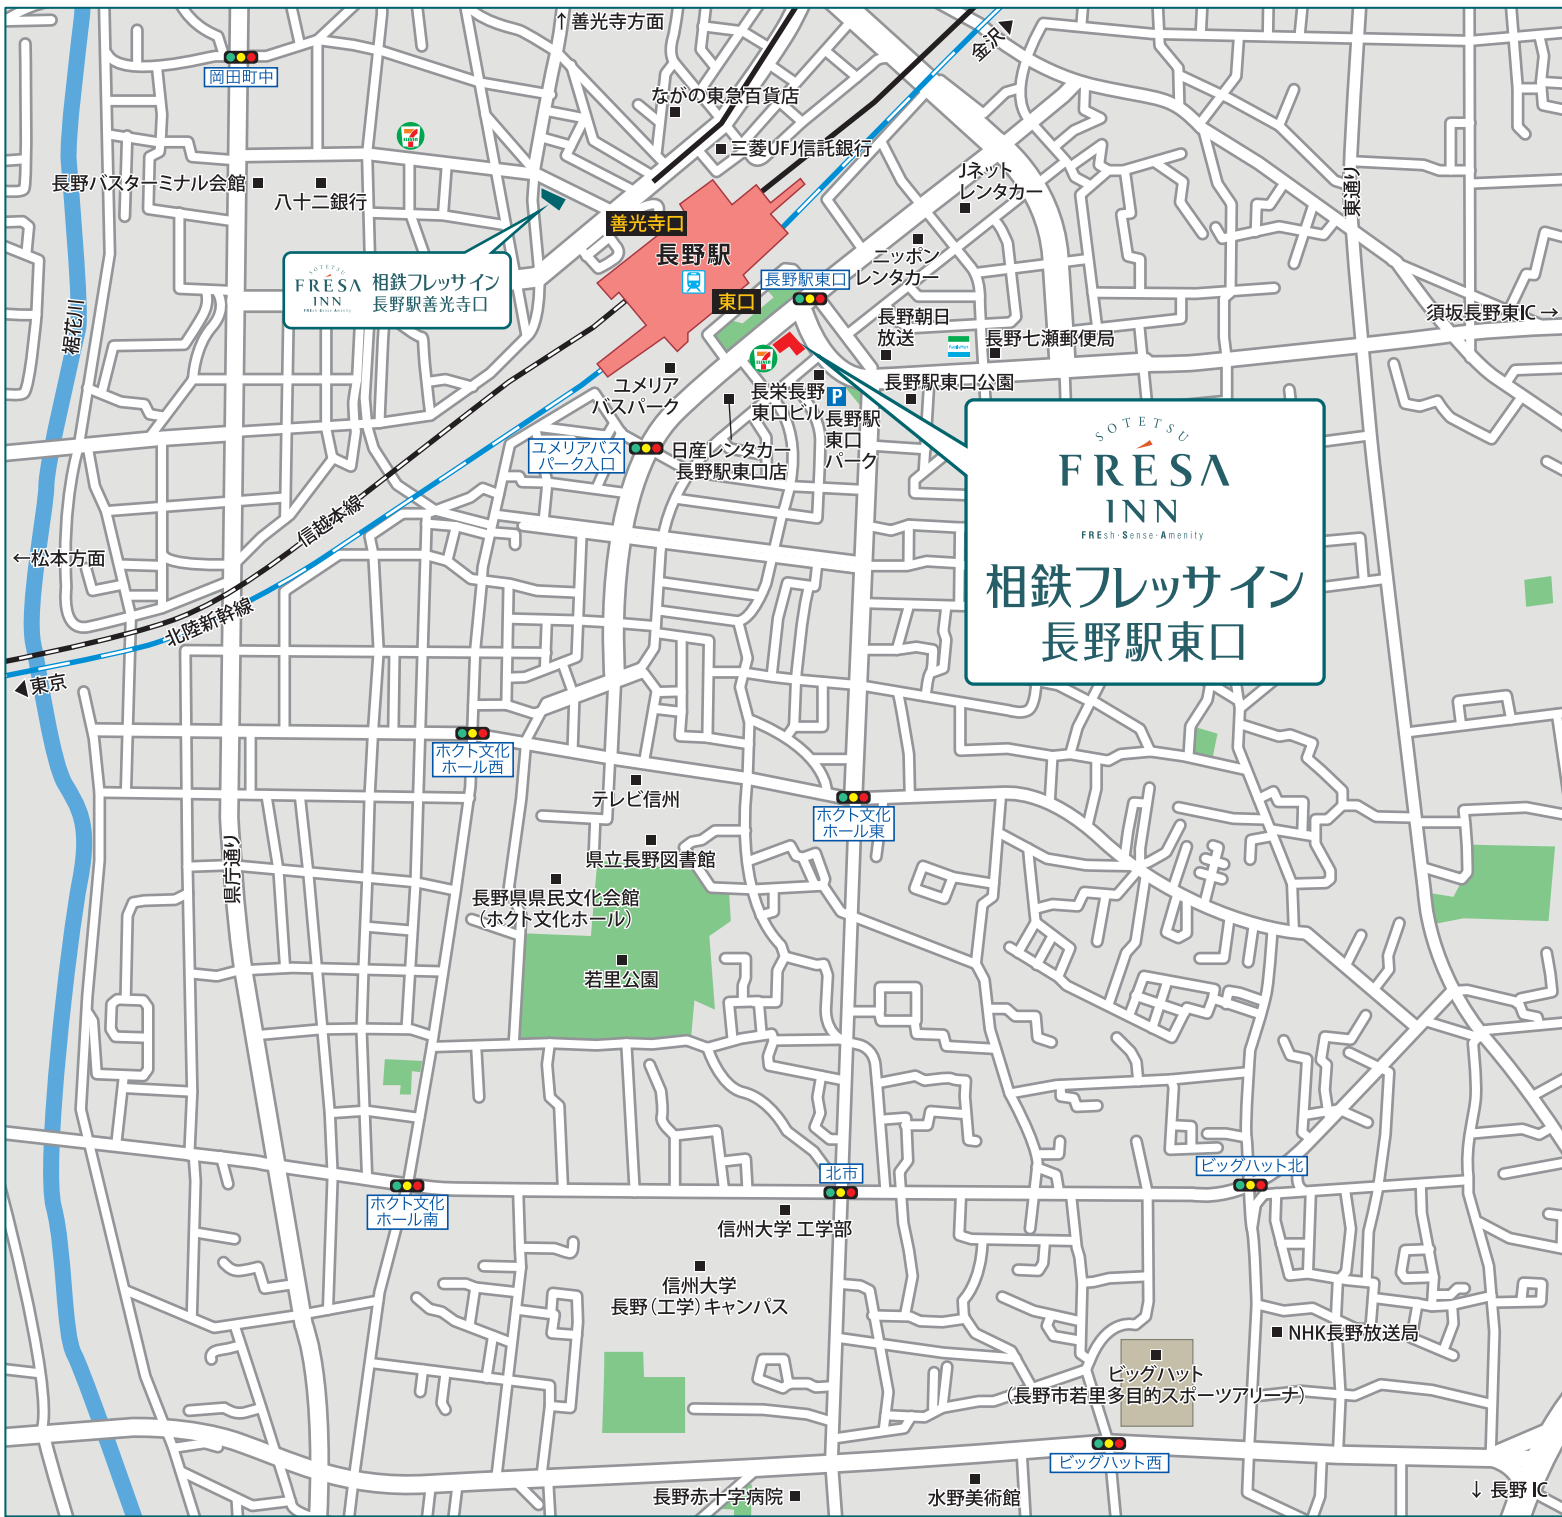 ↑善光寺方面
金沢
岡田町中
ながの東急百貨店
三菱UFJ信託銀行
長野バスターミナル会館
八十二銀行
Jネット
レンタカー
東通り
善光寺口
長野駅
ニッポン
レンタカー
SOTETSU
FRÉSA
INN
FREsh·Sense·Amenity
相鉄フレッサイン
長野駅善光寺口
長野駅東口
東口
裾花川
長野朝日
放送
長野七瀬郵便局
須坂長野東IC→
ユメリア
バスパーク
長栄長野
東口ビル
P
長野駅
東口
パーク
長野駅東口公園
ユメリアバス
パーク入口
日産レンタカー
長野駅東口店
SOTETSU
FRÉSA
INN
FREsh·Sense·Amenity
相鉄フレッサイン
長野駅東口
信越本線
←松本方面
北陸新幹線
東京
ホクト文化
ホール西
テレビ信州
ホクト文化
ホール東
県庁通り
県立長野図書館
長野県県民文化会館
(ホクト文化ホール)
若里公園
ホクト文化
ホール南
北市
ビッグハット北
信州大学 工学部
信州大学
長野(工学)キャンパス
NHK長野放送局
ビッグハット
(長野市若里多目的スポーツアリーナ)
ビッグハット西
長野赤十字病院
水野美術館
↓ 長野 IC